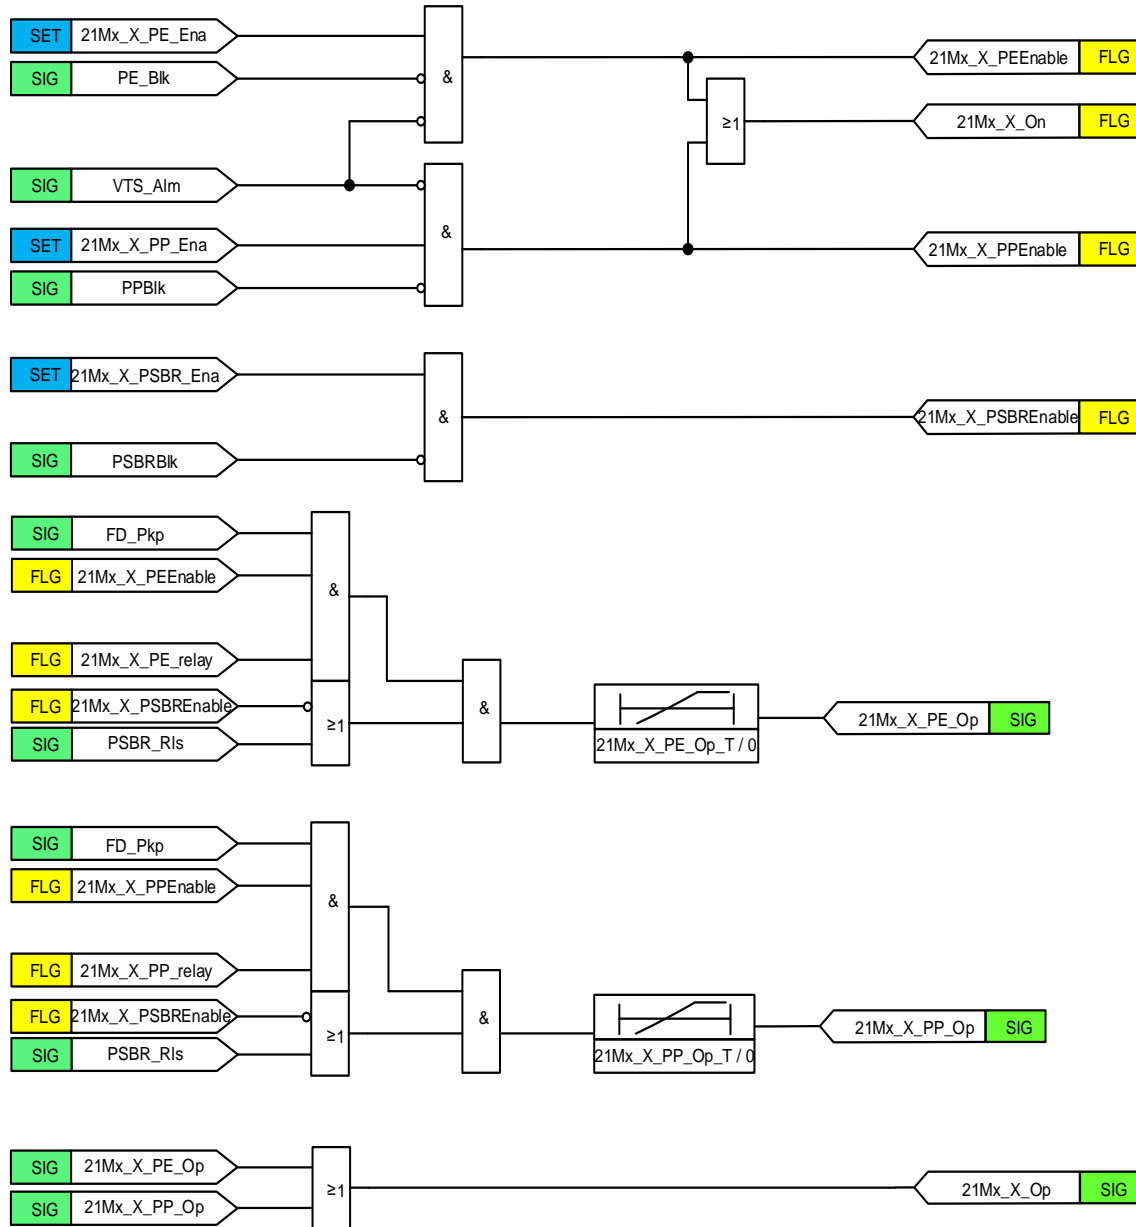 SET 21Mx_X_PE_Ena
&
21Mx_X_PEEnable FLG
SIG PE_Blk
≥1
21Mx_X_On FLG
SIG VTS_Alm
SET 21Mx_X_PP_Ena
&
21Mx_X_PPEnable FLG
SIG PPBlk
SET 21Mx_X_PSBR_Ena
&
21Mx_X_PSBREnable FLG
SIG PSBRBlk
SIG FD_Pkp
FLG 21Mx_X_PEEnable
&
FLG 21Mx_X_PE_relay
FLG 21Mx_X_PSBREnable
≥1
&
21Mx_X_PE_Op SIG
SIG PSBR_Rls
21Mx_X_PE_Op_T / 0
SIG FD_Pkp
FLG 21Mx_X_PPEnable
&
FLG 21Mx_X_PP_relay
FLG 21Mx_X_PSBREnable
≥1
&
21Mx_X_PP_Op SIG
SIG PSBR_Rls
21Mx_X_PP_Op_T / 0
SIG 21Mx_X_PE_Op
≥1
21Mx_X_Op SIG
SIG 21Mx_X_PP_Op